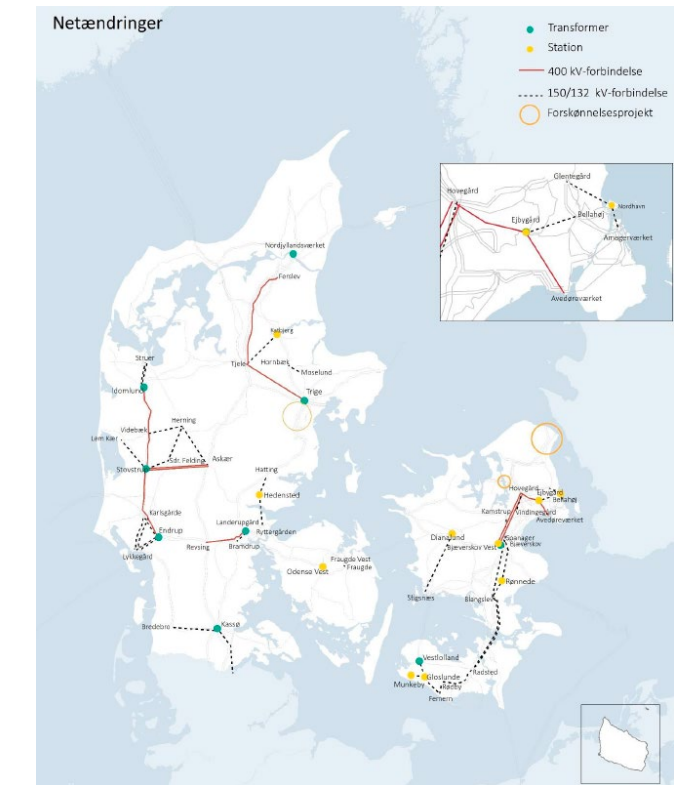 Netændringer
Transformer
Station
400 kV-forbindelse
150/132 kV-forbindelse
Forskønnelsesprojekt
Glentegård
Hovegård
Nordhavn
Ejbygård
Bellahøj
Amagerværket
Avedøreværket
Nordjyllandsværket
Ferslev
Katbjerg
Struer
Tjele
Hornbæk
Moselund
Idomlund
Trige
Herning
Videbæk
Lem Kær
Sdr. Felding
Askær
Stovstrup
Hatting
Hedensted
Karlsgårde
Landerupgård
Endrup
Ryttergården
Lykkegård
Revsing
Bramdrup
Fraugde Vest
Fraugde
Odense Vest
Bredebro
Kassø
Hovegård
Ejbygård
Bellahøj
Kamstrup
Vindingegård
Avedøreværket
Dianalund
Spanager
Bjæverskov Vest
Bjæverskov
Rønnede
Stigsnæs
Blangslev
Vestlolland
Radsted
Gloslunde
Munkeby
Rødby
Femern